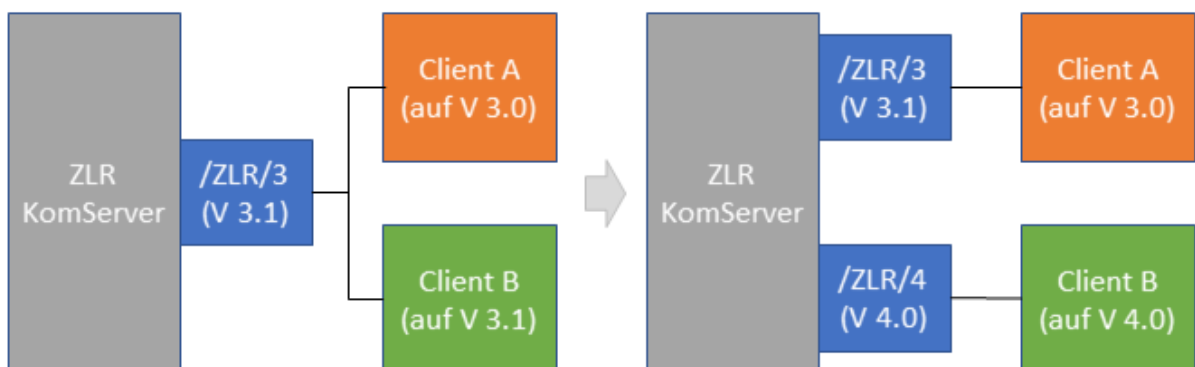 ZLR
KomServer
/ZLR/3
(V 3.1)
Client A
(auf V 3.0)
Client B
(auf V 3.1)
ZLR
KomServer
/ZLR/3
(V 3.1)
Client A
(auf V 3.0)
/ZLR/4
(V 4.0)
Client B
(auf V 4.0)